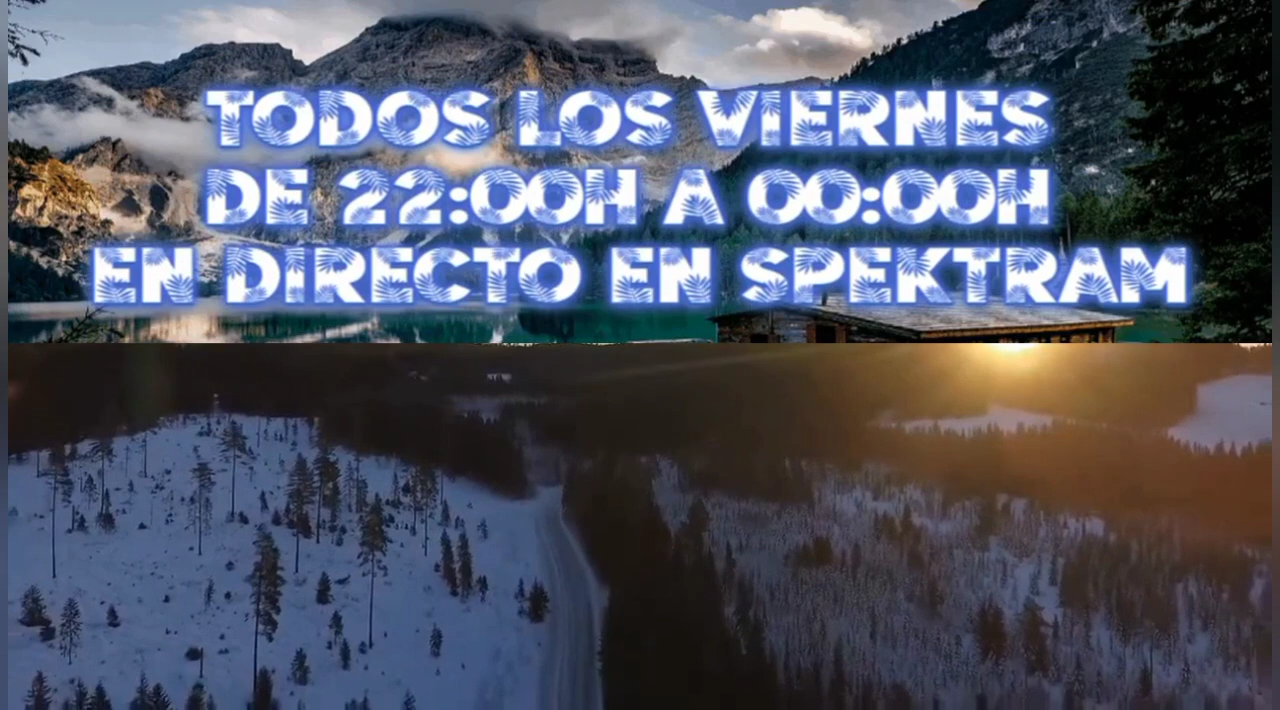 TODOS LOS VIERNES
DE 22:00H A 00:00H
EN DIRECTO EN SPEKTRAM